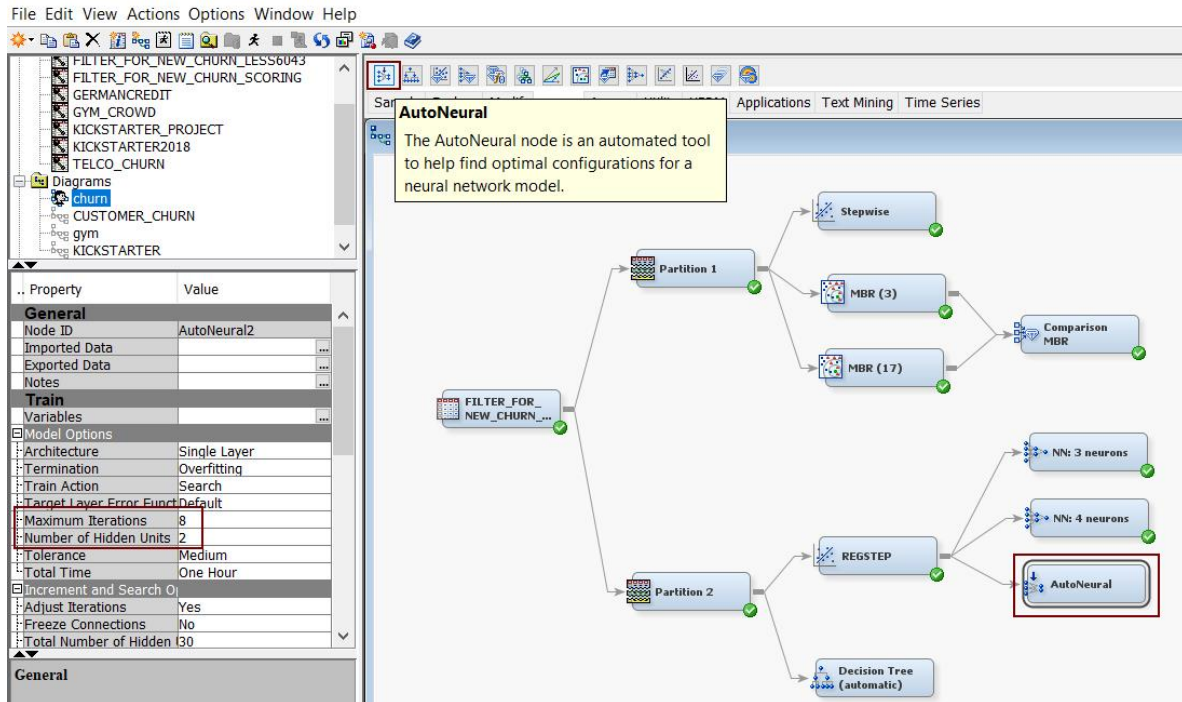 File Edit View Actions Options Window Help
FILTER_FOR_NEW_CHURN_LESS6043
FILTER_FOR_NEW_CHURN_SCORING
GERMANCREDIT
GYM_CROWD
KICKSTARTER_PROJECT
KICKSTARTER2018
TELCO_CHURN
Diagrams
churn
CUSTOMER_CHURN
gym
KICKSTARTER
.. Property Value
General
Node ID AutoNeural2
Imported Data ...
Exported Data ...
Notes ...
Train
Variables ...
Model Options
Architecture Single Layer
Termination Overfitting
Train Action Search
Target Layer Error Funct Default
Maximum Iterations 8
Number of Hidden Units 2
Tolerance Medium
Total Time One Hour
Increment and Search O
Adjust Iterations Yes
Freeze Connections No
Total Number of Hidden 30
General
Applications Text Mining Time Series
AutoNeural
The AutoNeural node is an automated tool
to help find optimal configurations for a
neural network model.
Stepwise
Partition 1
MBR (3)
Comparison
MBR
MBR (17)
FILTER_FOR_
NEW_CHURN_...
NN: 3 neurons
NN: 4 neurons
REGSTEP
AutoNeural
Partition 2
Decision Tree
(automatic)